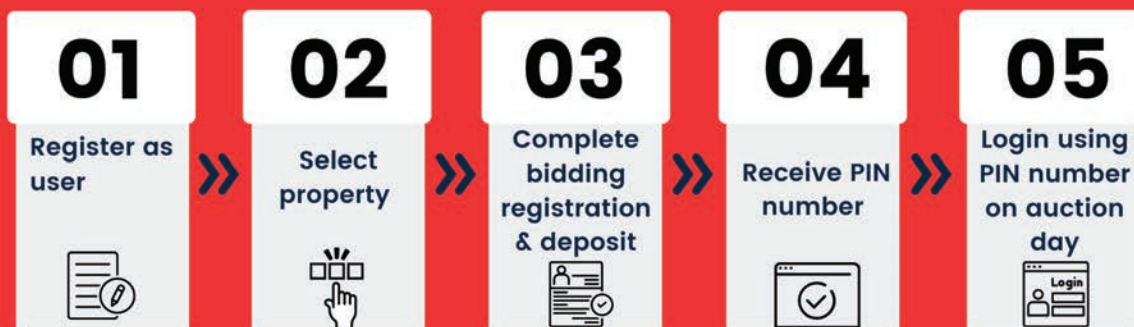 01
Register as
user
02
Select
property
03
Complete
bidding
registration
& deposit
04
Receive PIN
number
05
Login using
PIN number
on auction
day
Login